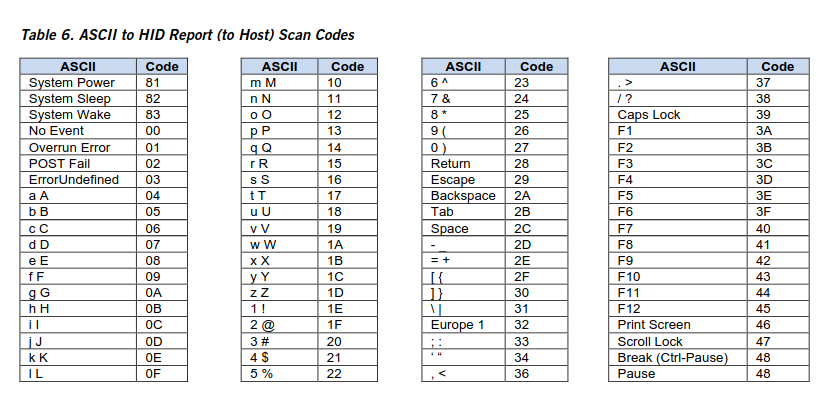 Table 6. ASCII to HID Report (to Host) Scan Codes
ASCII Code
System Power 81
System Sleep 82
System Wake 83
No Event 00
Overrun Error 01
POST Fail 02
ErrorUndefined 03
a A 04
b B 05
c C 06
d D 07
e E 08
f F 09
g G 0A
h H 0B
i I 0C
j J 0D
k K 0E
l L 0F
ASCII Code
m M 10
n N 11
o O 12
p P 13
q Q 14
r R 15
s S 16
t T 17
u U 18
v V 19
w W 1A
x X 1B
y Y 1C
z Z 1D
1 ! 1E
2 @ 1F
3 # 20
4 $ 21
5 % 22
ASCII Code
6 ^ 23
7 & 24
8 * 25
9 ( 26
0 ) 27
Return 28
Escape 29
Backspace 2A
Tab 2B
Space 2C
- _ 2D
= + 2E
[ { 2F
] } 30
\ | 31
Europe 1 32
; : 33
‘ “ 34
, < 36
ASCII Code
. > 37
/ ? 38
Caps Lock 39
F1 3A
F2 3B
F3 3C
F4 3D
F5 3E
F6 3F
F7 40
F8 41
F9 42
F10 43
F11 44
F12 45
Print Screen 46
Scroll Lock 47
Break (Ctrl-Pause) 48
Pause 48